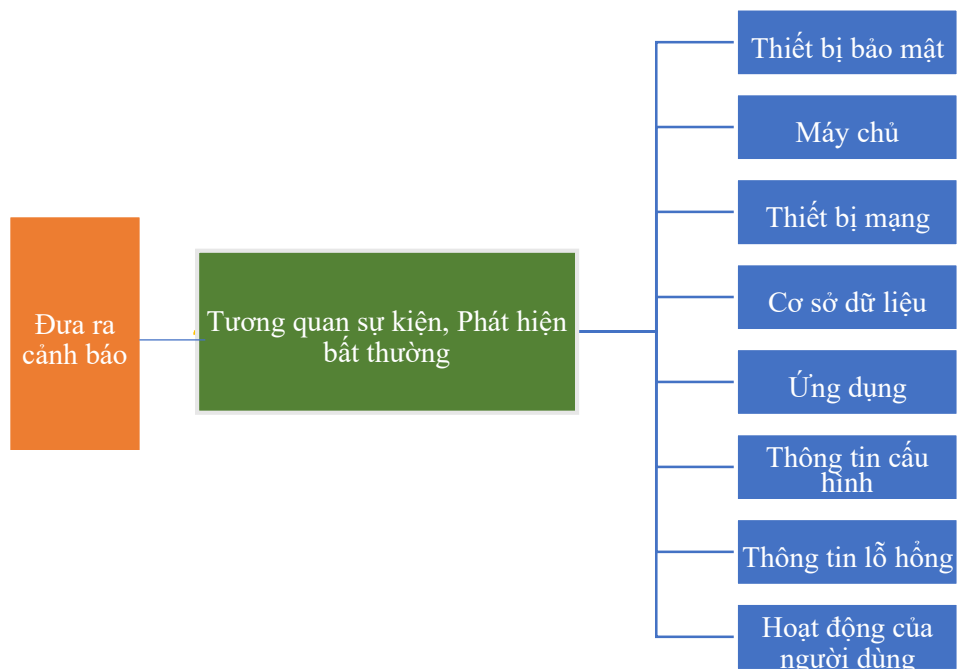 Thiết bị bảo mật
Máy chủ
Thiết bị mạng
Đưa ra
cảnh báo
Tương quan sự kiện, Phát hiện
bất thường
Cơ sở dữ liệu
Ứng dụng
Thông tin cấu
hình
Thông tin lỗ hổng
Hoạt động của
người dùng